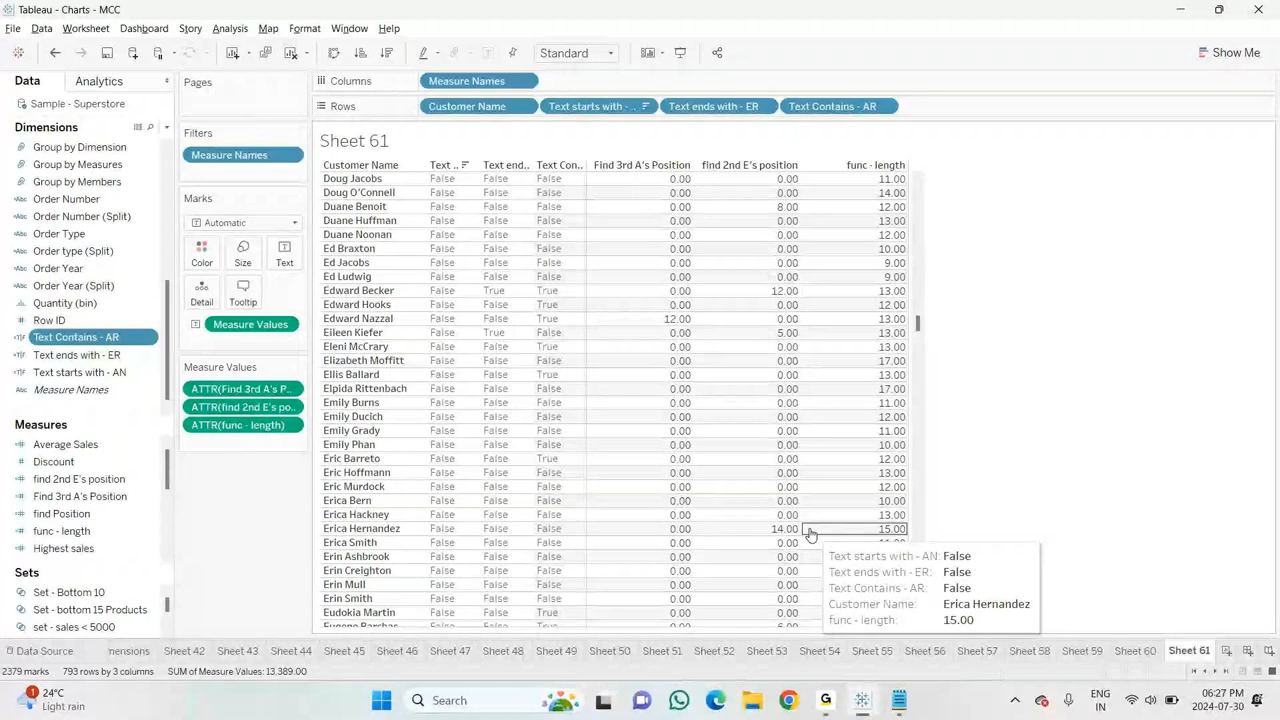 Tableau - Charts - MCC
File Data Worksheet Dashboard Story Analysis Map Format Window Help
Standard
Show Me
Data Analytics
Sample - Superstore
Dimensions
Group by Dimension
Group by Measures
Group by Members
Order Number
Order Number (Split)
Order Type
Order type (Split)
Order Year
Order Year (Split)
Quantity (bin)
Row ID
Text Contains - AR
Text ends with - ER
Text starts with - AN
Measure Names
Measures
Average Sales
Discount
find 2nd E's position
Find 3rd A's Position
find Position
func - length
Highest sales
Sets
Set - Bottom 10
Set - bottom 15 Products
set - sales < 5000
Pages
Filters
Measure Names
Marks
Automatic
Color Size Text
Detail Tooltip
Measure Values
Measure Values
ATTR(Find 3rd A's P..
ATTR(find 2nd E's po..
ATTR(func - length)
Columns Measure Names
Rows Customer Name Text starts with - .. Text ends with - ER Text Contains - AR
Sheet 61
Customer Name Text .. Text end.. Text Con.. Find 3rd A's Position find 2nd E's position func - length
Doug Jacobs False False False 0.00 0.00 11.00
Doug O'Connell False False False 0.00 0.00 14.00
Duane Benoit False False False 0.00 8.00 12.00
Duane Huffman False False False 0.00 0.00 13.00
Duane Noonan False False False 0.00 0.00 12.00
Ed Braxton False False False 0.00 0.00 10.00
Ed Jacobs False False False 0.00 0.00 9.00
Ed Ludwig False False False 0.00 0.00 9.00
Edward Becker False True True 0.00 12.00 13.00
Edward Hooks False False True 0.00 0.00 12.00
Edward Nazzal False False True 12.00 0.00 13.00
Eileen Kiefer False True False 0.00 5.00 13.00
Eleni McCrary False False True 0.00 0.00 13.00
Elizabeth Moffitt False False False 0.00 0.00 17.00
Ellis Ballard False False True 0.00 0.00 13.00
Elpida Rittenbach False False False 0.00 0.00 17.00
Emily Burns False False False 0.00 0.00 11.00
Emily Ducich False False False 0.00 0.00 12.00
Emily Grady False False False 0.00 0.00 11.00
Emily Phan False False False 0.00 0.00 10.00
Eric Barreto False False True 0.00 0.00 12.00
Eric Hoffmann False False False 0.00 0.00 13.00
Eric Murdock False False False 0.00 0.00 12.00
Erica Bern False False False 0.00 0.00 10.00
Erica Hackney False False False 0.00 0.00 13.00
Erica Hernandez False False False 0.00 14.00 15.00
Erica Smith False False False 0.00 0.00
Erin Ashbrook False False False 0.00 0.00
Erin Creighton False False False 0.00 0.00
Erin Mull False False False 0.00 0.00
Erin Smith False False False 0.00 0.00
Eudokia Martin False False True 0.00 0.00
Eugene Barchas False False True 0.00 6.00
Text starts with - AN: False
Text ends with - ER: False
Text Contains - AR: False
Customer Name: Erica Hernandez
func - length: 15.00
Data Source mensions Sheet 42 Sheet 43 Sheet 44 Sheet 45 Sheet 46 Sheet 47 Sheet 48 Sheet 49 Sheet 50 Sheet 51 Sheet 52 Sheet 53 Sheet 54 Sheet 55 Sheet 56 Sheet 57 Sheet 58 Sheet 59 Sheet 60 Sheet 61
2379 marks 793 rows by 3 columns SUM of Measure Values: 13,389.00
1 24°C
Light rain
Search
ENG
IN
06:27 PM
2024-07-30